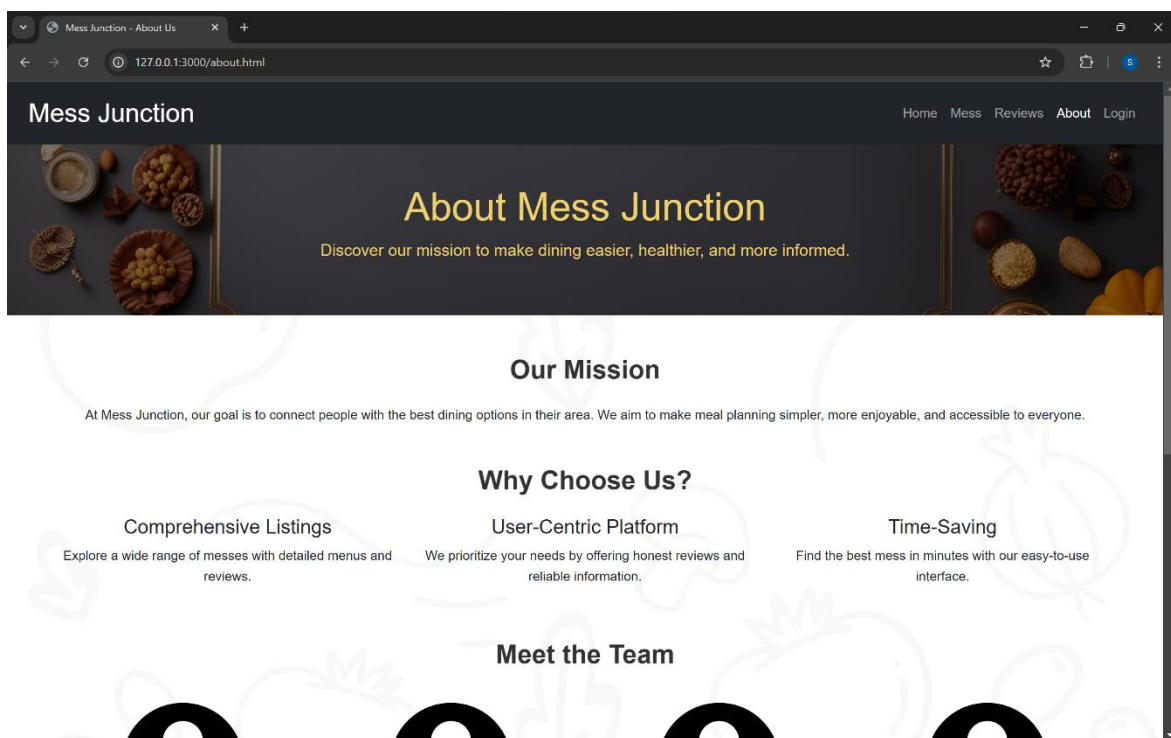 Mess Junction - About Us
127.0.0.1:3000/about.html
S
Mess Junction
Home Mess Reviews About Login
About Mess Junction
Discover our mission to make dining easier, healthier, and more informed.
Our Mission
At Mess Junction, our goal is to connect people with the best dining options in their area. We aim to make meal planning simpler, more enjoyable, and accessible to everyone.
Why Choose Us?
Comprehensive Listings
Explore a wide range of messes with detailed menus and
reviews.
User-Centric Platform
We prioritize your needs by offering honest reviews and
reliable information.
Time-Saving
Find the best mess in minutes with our easy-to-use
interface.
Meet the Team